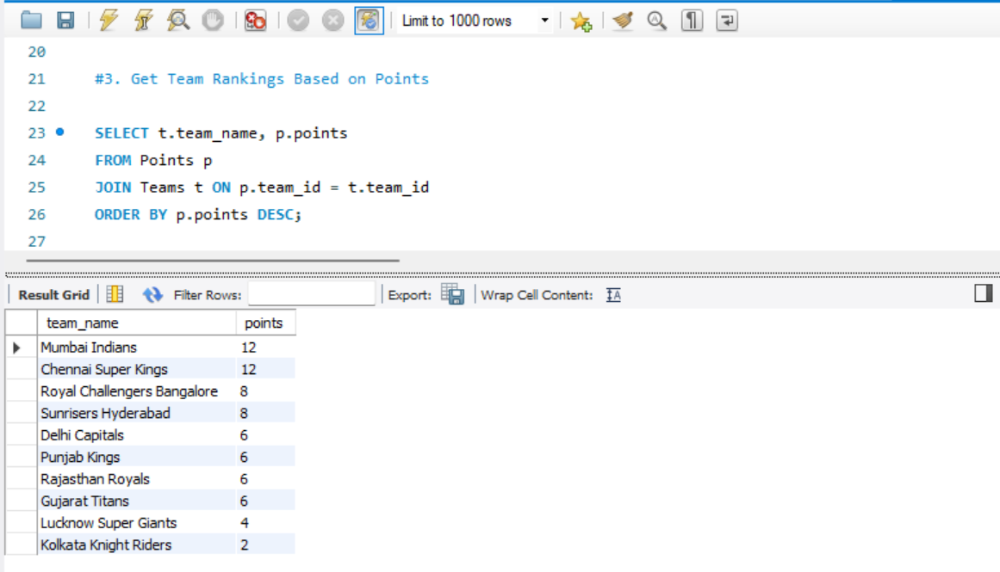 Limit to 1000 rows
20
21 #3. Get Team Rankings Based on Points
22
23 SELECT t.team_name, p.points
24 FROM Points p
25 JOIN Teams t ON p.team_id = t.team_id
26 ORDER BY p.points DESC;
27
Result Grid Filter Rows: Export: Wrap Cell Content: IA
team_name points
Mumbai Indians 12
Chennai Super Kings 12
Royal Challengers Bangalore 8
Sunrisers Hyderabad 8
Delhi Capitals 6
Punjab Kings 6
Rajasthan Royals 6
Gujarat Titans 6
Lucknow Super Giants 4
Kolkata Knight Riders 2